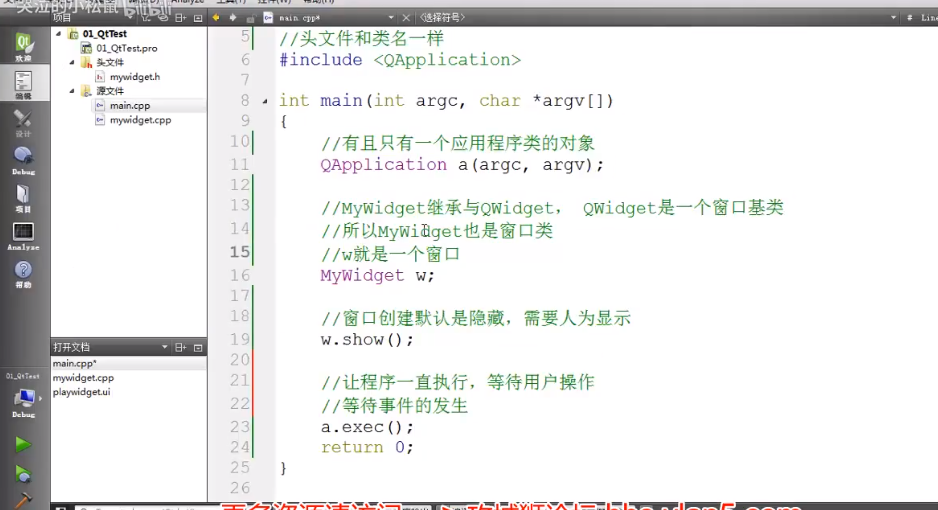 哭泣的小松鼠 bilibili
项目
main.cpp*
<选择符号>
# Line
01_QtTest
01_QtTest.pro
头文件
mywidget.h
源文件
main.cpp
mywidget.cpp
欢迎
编辑
设计
Debug
项目
Analyze
帮助
5 //头文件和类名一样
6 #include <QApplication>
7
8 int main(int argc, char *argv[])
9 {
10 //有且只有一个应用程序类的对象
11 QApplication a(argc, argv);
12
13 //MyWidget继承与QWidget, QWidget是一个窗口基类
14 //所以MyWidget也是窗口类
15 //w就是一个窗口
16 MyWidget w;
17
18 //窗口创建默认是隐藏，需要人为显示
19 w.show();
20
21 //让程序一直执行，等待用户操作
22 //等待事件的发生
23 a.exec();
24 return 0;
25 }
26
打开文档
main.cpp*
mywidget.cpp
playwidget.ui
01_QtTest
Debug